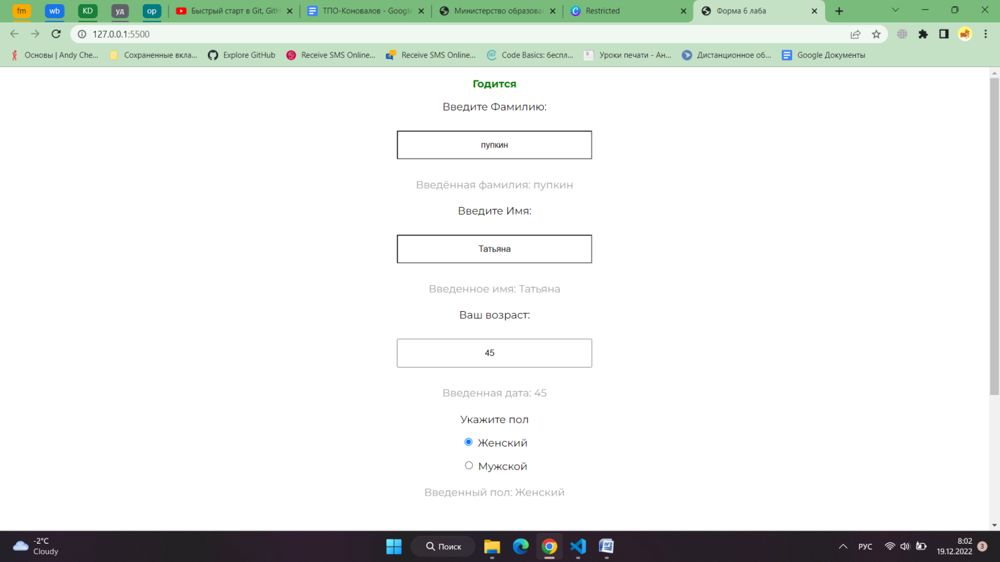 fm wb KD уд op Быстрый старт в Git, GitH ТПО-Коновалов - Google Министерство образова Restricted Форма 6 лаба
127.0.0.1:5500
Основы | Andy Che... Сохраненные вкла... Explore GitHub Receive SMS Online... Receive SMS Online... Code Basics: беспл... Уроки печати - Ан... Дистанционное об... Google Документы
Годится
Введите Фамилию:
пупкин
Введённая фамилия: пупкин
Введите Имя:
Татьяна
Введенное имя: Татьяна
Ваш возраст:
45
Введенная дата: 45
Укажите пол
Женский
Мужской
Введенный пол: Женский
-2°C
Cloudy
Поиск
РУС
8:02
19.12.2022
3